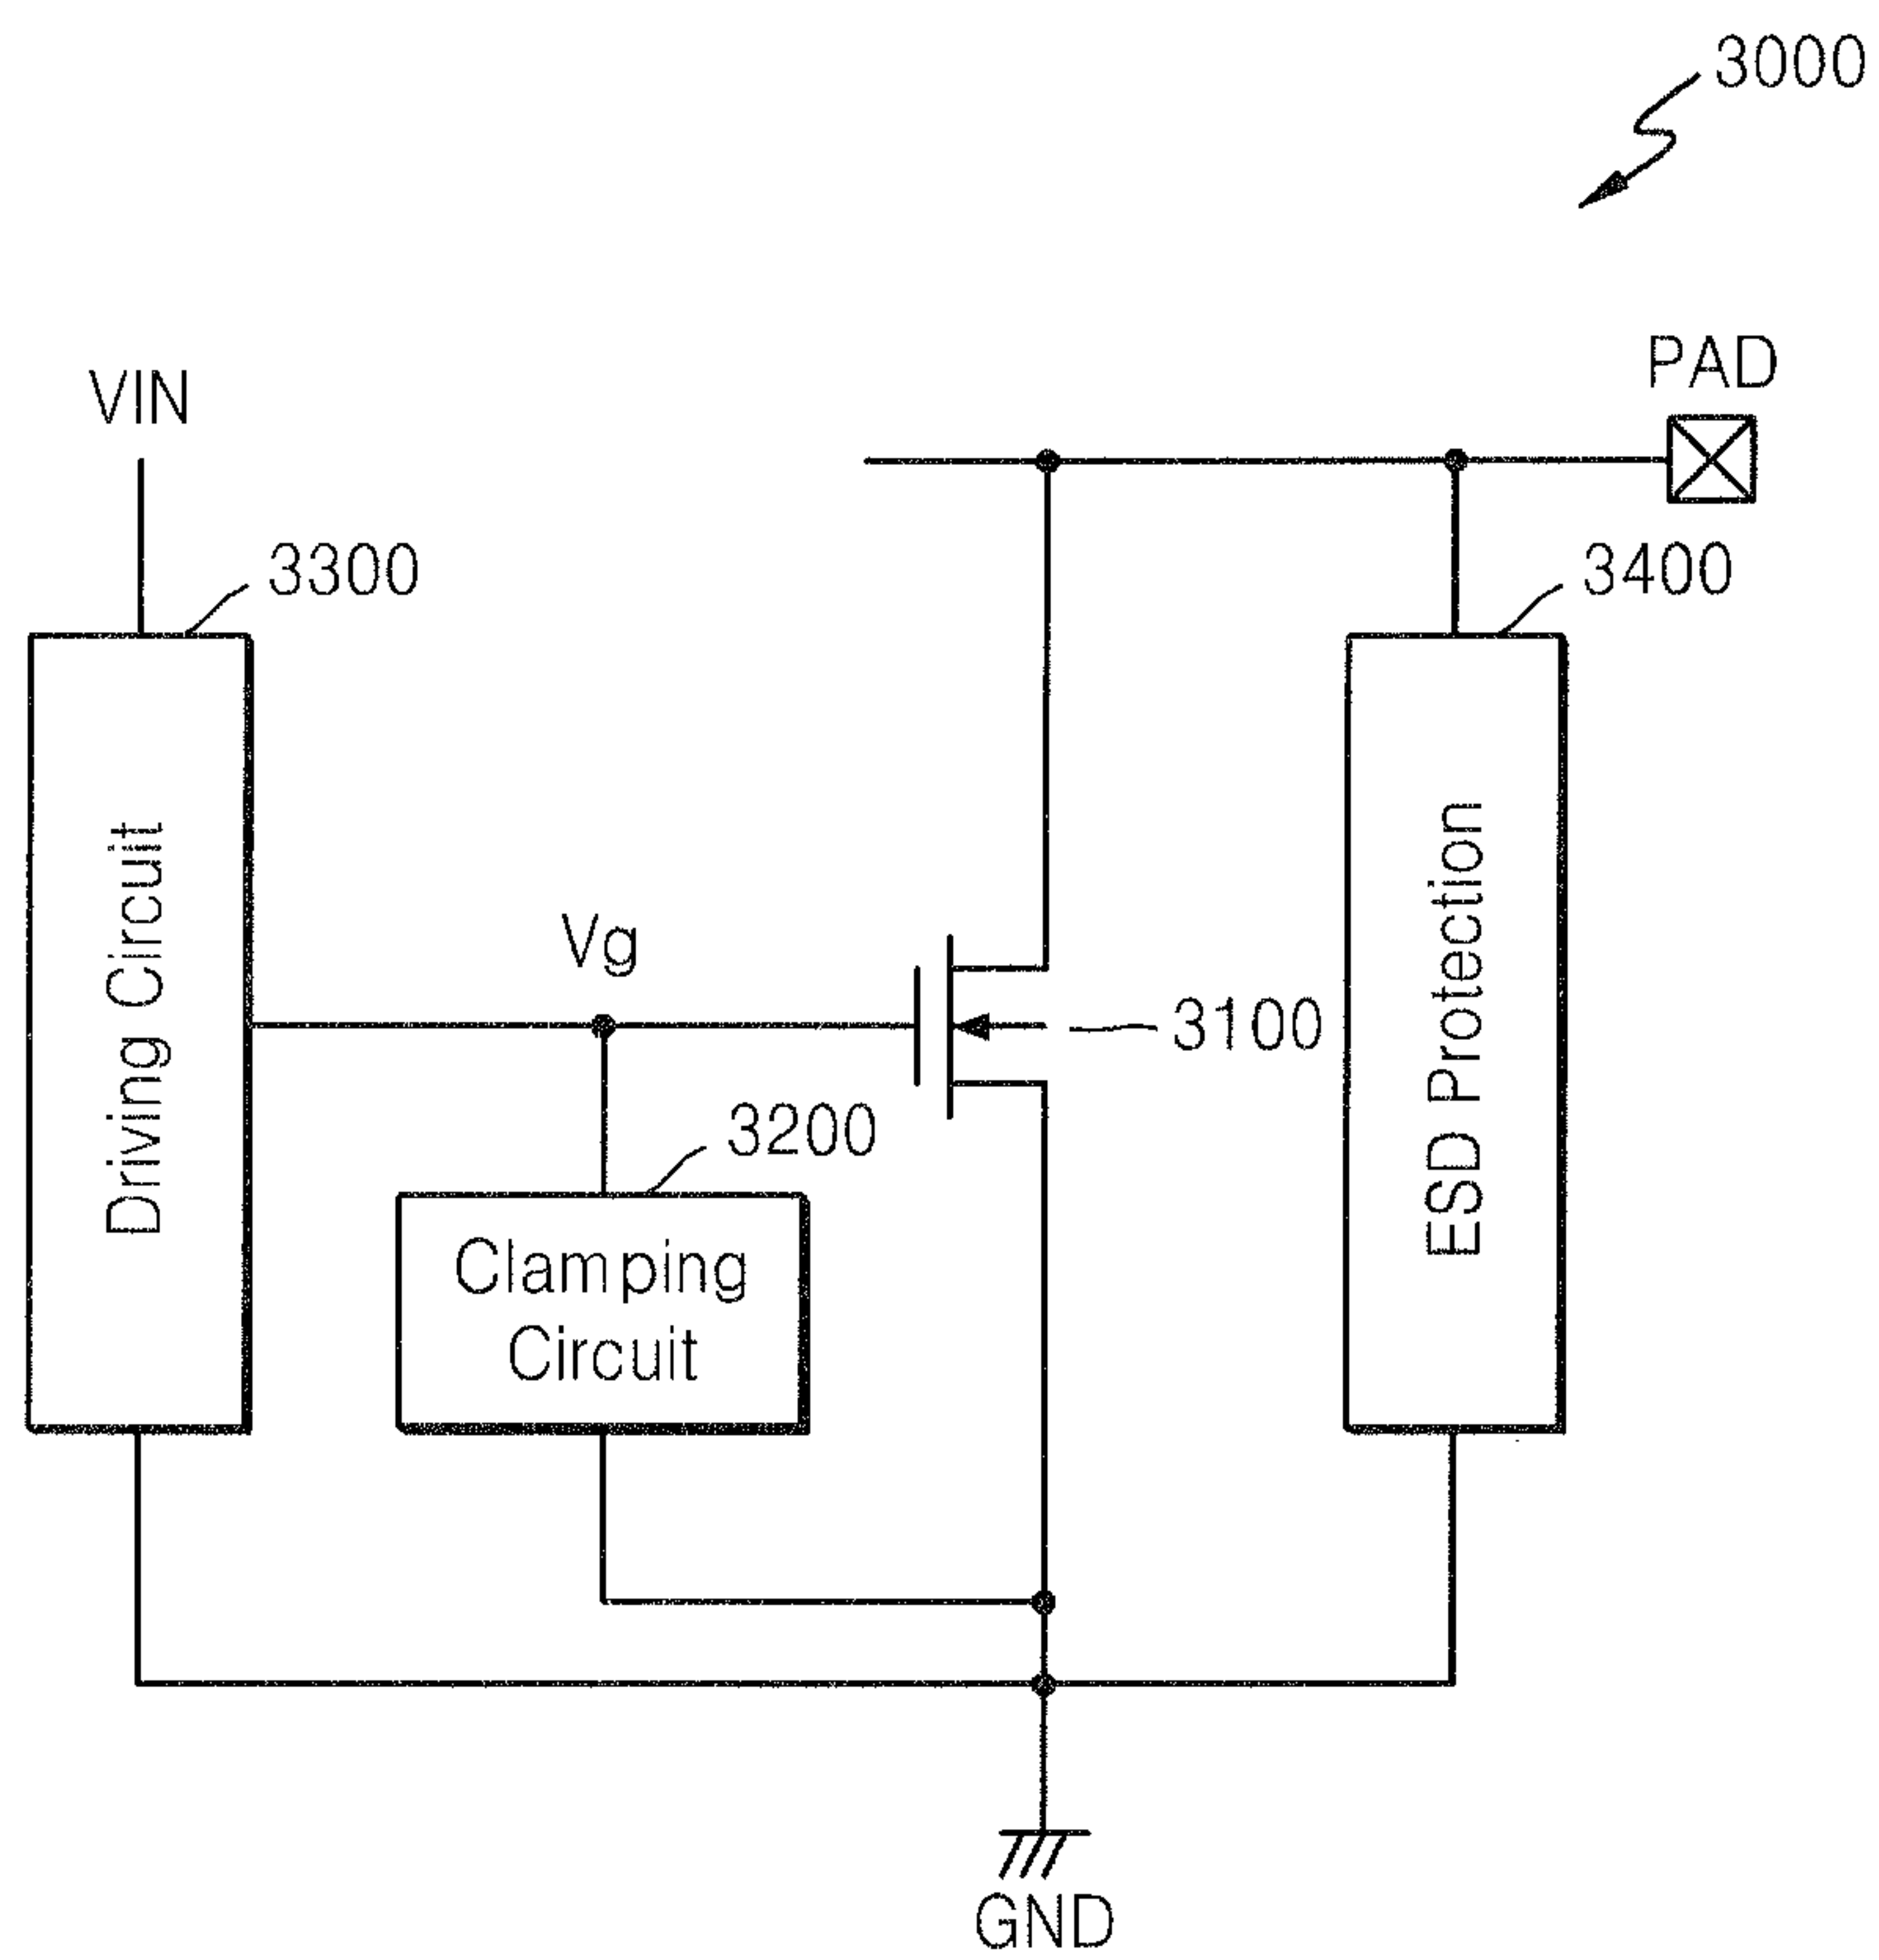 3000
PAD
VIN
3300
3400
Driving Circuit
Vg
3100
ESD Protection
3200
Clamping
Circuit
GND